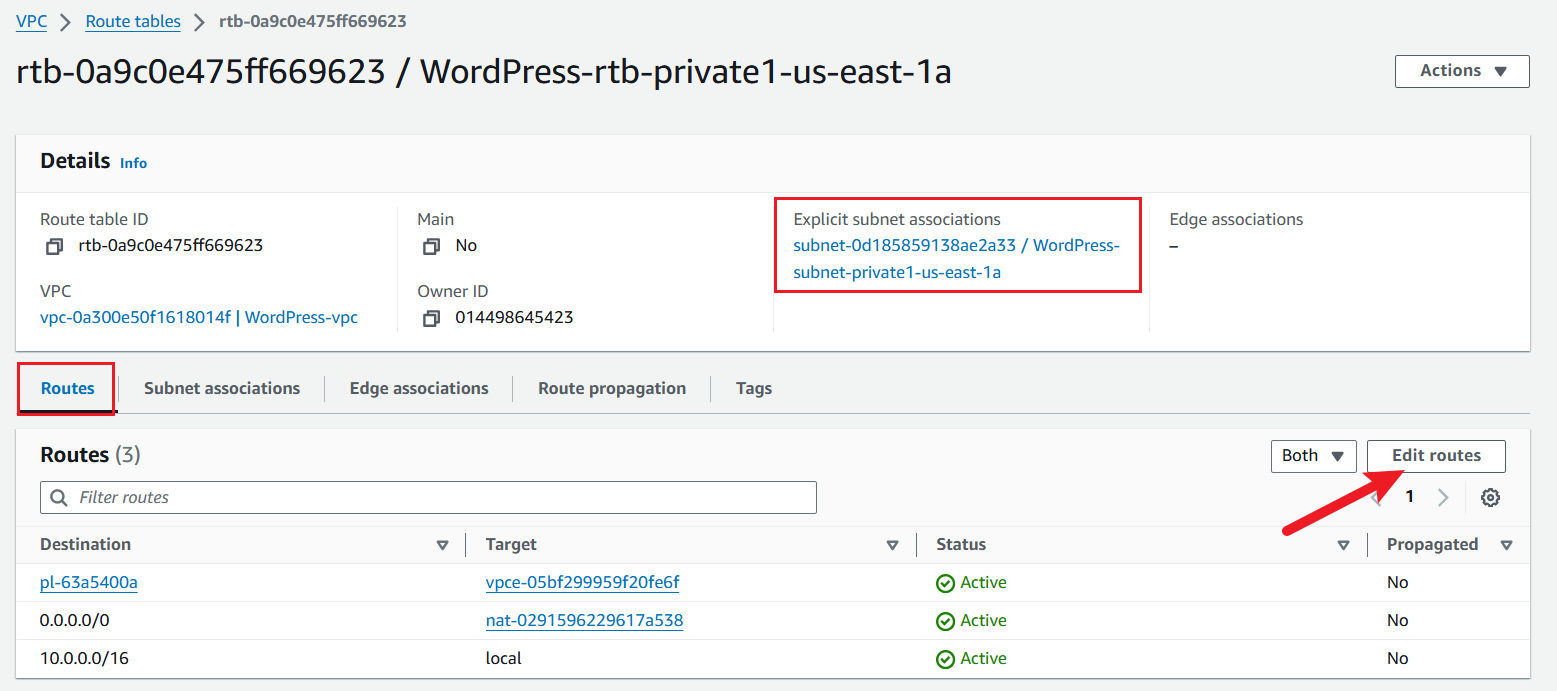 VPC > Route tables > rtb-0a9c0e475ff669623
rtb-0a9c0e475ff669623 / WordPress-rtb-private1-us-east-1a
Actions
Details Info
Route table ID
rtb-0a9c0e475ff669623
Main
No
Explicit subnet associations
subnet-0d185859138ae2a33 / WordPress-
subnet-private1-us-east-1a
Edge associations
–
VPC
vpc-0a300e50f1618014f | WordPress-vpc
Owner ID
014498645423
Routes Subnet associations Edge associations Route propagation Tags
Routes (3)
Both Edit routes
Filter routes
1
Destination Target Status Propagated
pl-63a5400a vpce-05bf299959f20fe6f Active No
0.0.0.0/0 nat-0291596229617a538 Active No
10.0.0.0/16 local Active No